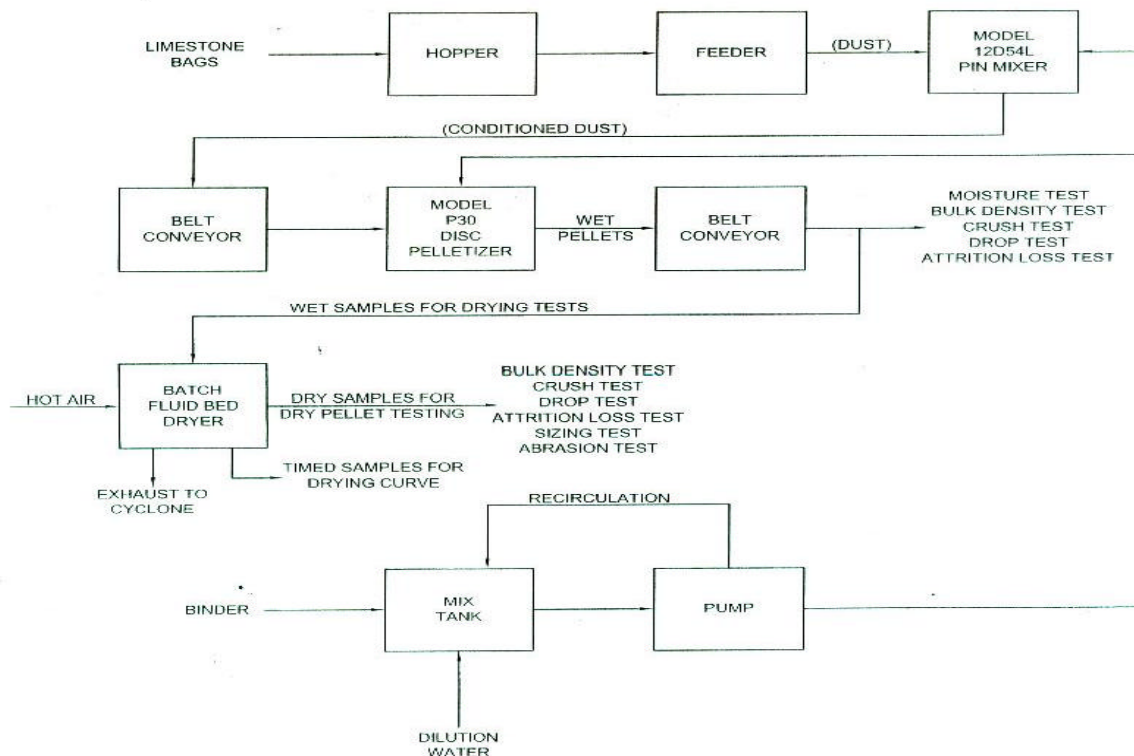 LIMESTONE
BAGS
HOPPER
FEEDER
(DUST)
MODEL
12D54L
PIN MIXER
(CONDITIONED DUST)
BELT
CONVEYOR
MODEL
P30
DISC
PELLETIZER
WET
PELLETS
BELT
CONVEYOR
MOISTURE TEST
BULK DENSITY TEST
CRUSH TEST
DROP TEST
ATTRITION LOSS TEST
WET SAMPLES FOR DRYING TESTS
HOT AIR
BATCH
FLUID BED
DRYER
DRY SAMPLES FOR
DRY PELLET TESTING
BULK DENSITY TEST
CRUSH TEST
DROP TEST
ATTRITION LOSS TEST
SIZING TEST
ABRASION TEST
EXHAUST TO
CYCLONE
TIMED SAMPLES FOR
DRYING CURVE
RECIRCULATION
BINDER
MIX
TANK
PUMP
DILUTION
WATER